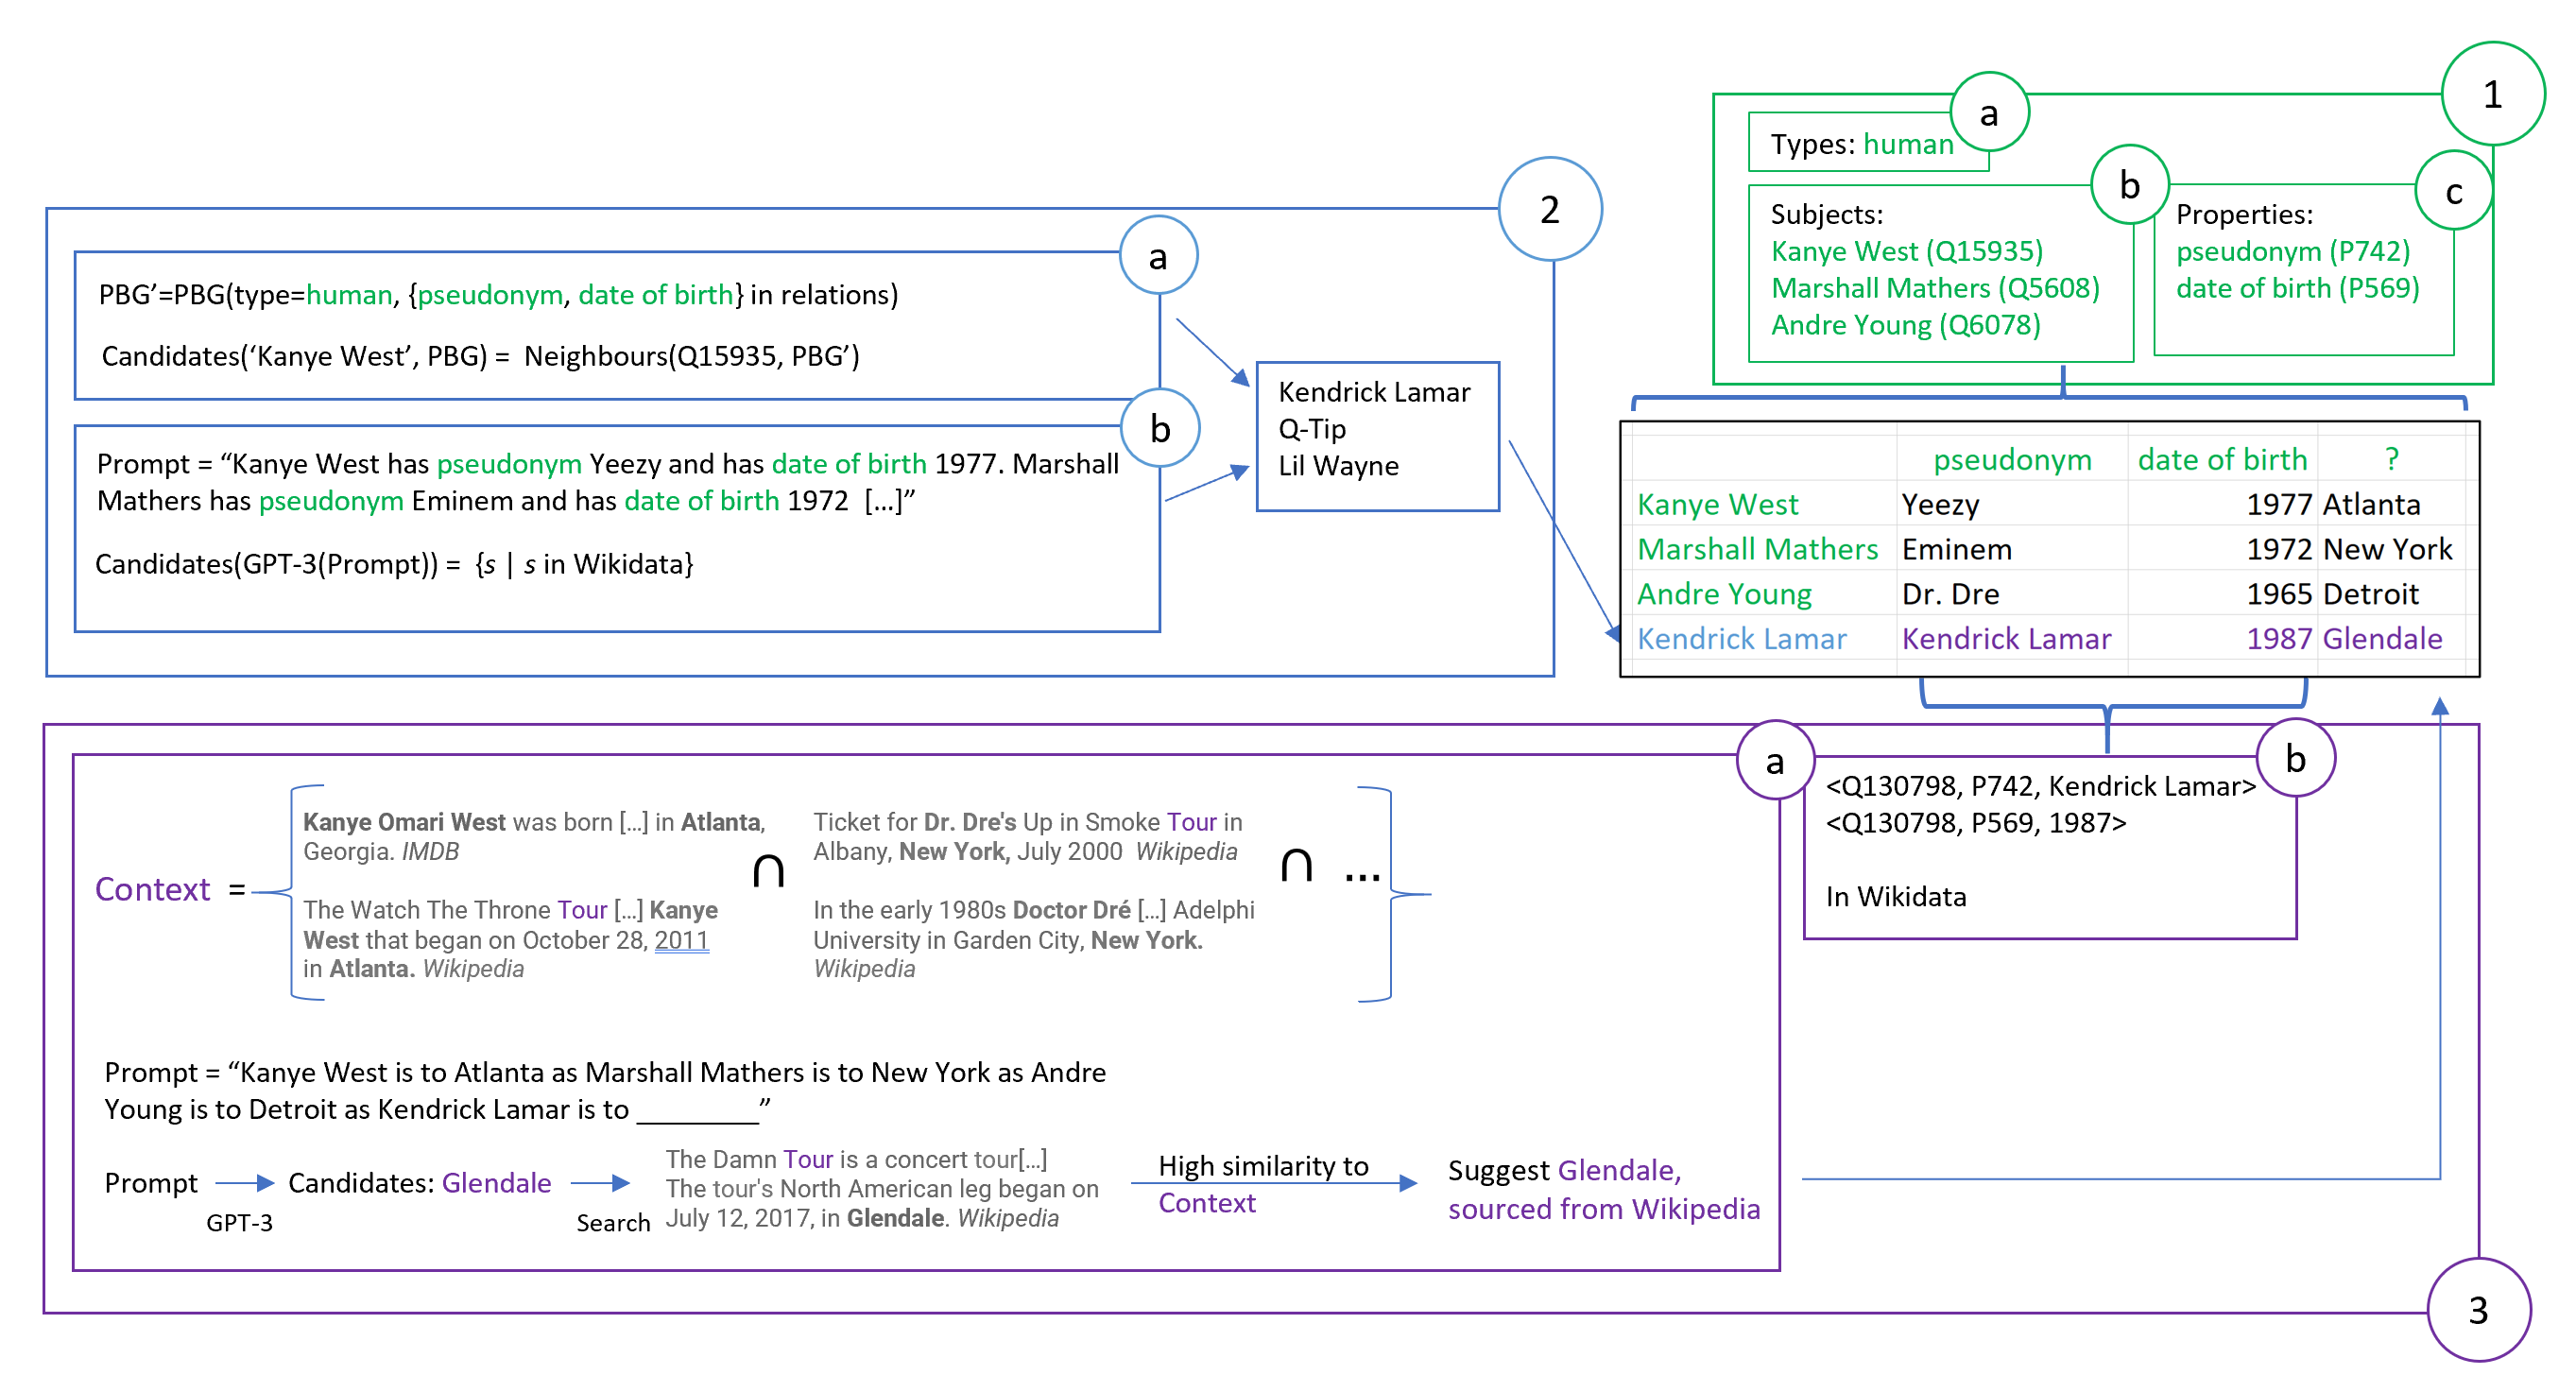 1
a
Types: human
b
Subjects:
Kanye West (Q15935)
Marshall Mathers (Q5608)
Andre Young (Q6078)
c
Properties:
pseudonym (P742)
date of birth (P569)
2
a
PBG’=PBG(type=human, {pseudonym, date of birth} in relations)
Candidates(‘Kanye West’, PBG) = Neighbours(Q15935, PBG’)
b
Prompt = “Kanye West has pseudonym Yeezy and has date of birth 1977. Marshall
Mathers has pseudonym Eminem and has date of birth 1972 […]”
Candidates(GPT-3(Prompt)) = {s | s in Wikidata}
Kendrick Lamar
Q-Tip
Lil Wayne
pseudonym date of birth ?
Kanye West Yeezy 1977 Atlanta
Marshall Mathers Eminem 1972 New York
Andre Young Dr. Dre 1965 Detroit
Kendrick Lamar Kendrick Lamar 1987 Glendale
3
a
Context =
Kanye Omari West was born [...] in Atlanta,
Georgia. IMDB
The Watch The Throne Tour [...] Kanye
West that began on October 28, 2011
in Atlanta. Wikipedia
∩
Ticket for Dr. Dre's Up in Smoke Tour in
Albany, New York, July 2000 Wikipedia
In the early 1980s Doctor Dré [...] Adelphi
University in Garden City, New York.
Wikipedia
∩ ...
Prompt = “Kanye West is to Atlanta as Marshall Mathers is to New York as Andre
Young is to Detroit as Kendrick Lamar is to ________”
Prompt
GPT-3
Candidates: Glendale
Search
The Damn Tour is a concert tour[...]
The tour's North American leg began on
July 12, 2017, in Glendale. Wikipedia
High similarity to
Context
Suggest Glendale,
sourced from Wikipedia
b
<Q130798, P742, Kendrick Lamar>
<Q130798, P569, 1987>
In Wikidata